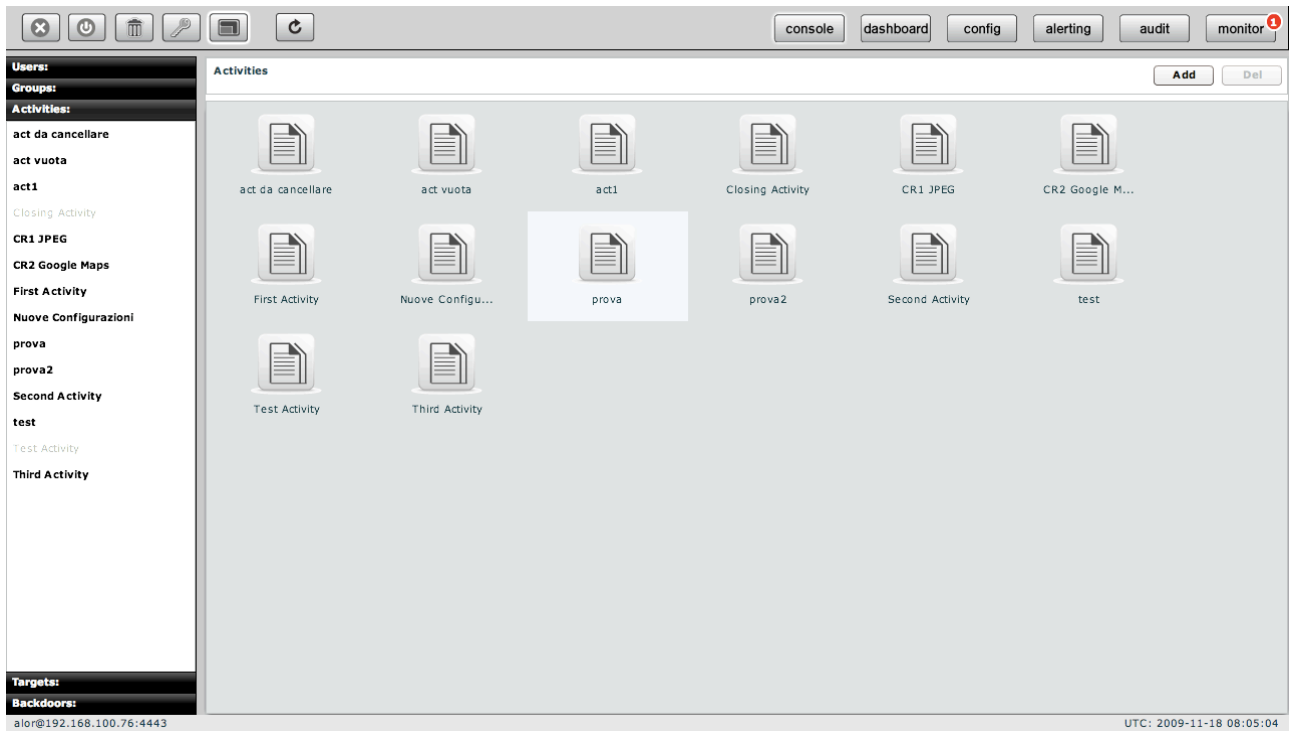 console dashboard config alerting audit monitor 1
Users:
Groups:
Activities:
act da cancellare
act vuota
act1
Closing Activity
CR1 JPEG
CR2 Google Maps
First Activity
Nuove Configurazioni
prova
prova2
Second Activity
test
Test Activity
Third Activity
Targets:
Backdoors:
Activities Add Del
act da cancellare act vuota act1 Closing Activity CR1 JPEG CR2 Google M...
First Activity Nuove Configu... prova prova2 Second Activity test
Test Activity Third Activity
alor@192.168.100.76:4443 UTC: 2009-11-18 08:05:04